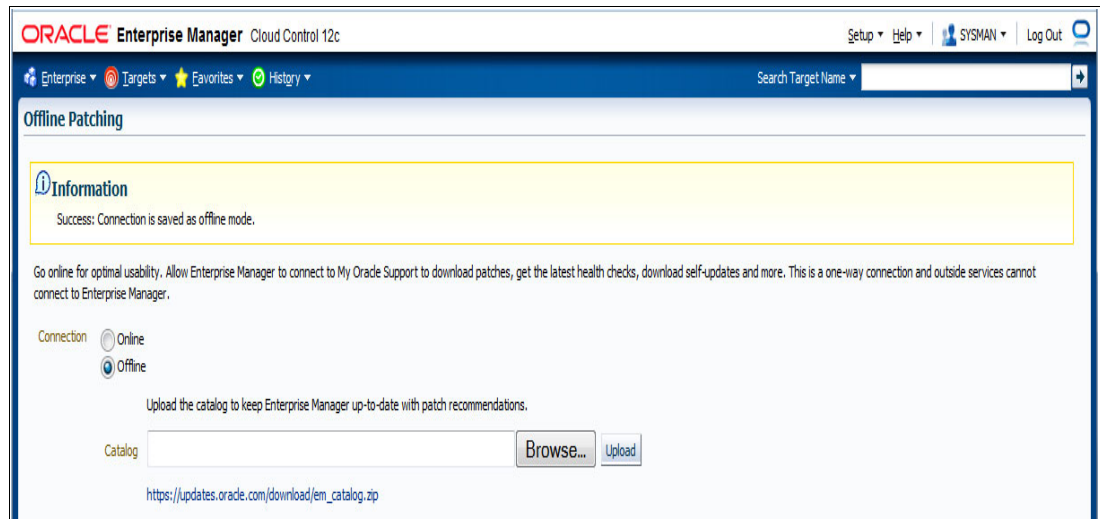 ORACLE Enterprise Manager Cloud Control 12c
Setup Help SYSMAN Log Out
Enterprise Targets Favorites History Search Target Name
Offline Patching
Information
Success: Connection is saved as offline mode.
Go online for optimal usability. Allow Enterprise Manager to connect to My Oracle Support to download patches, get the latest health checks, download self-updates and more. This is a one-way connection and outside services cannot
connect to Enterprise Manager.
Connection Online
Offline
Upload the catalog to keep Enterprise Manager up-to-date with patch recommendations.
Catalog Browse... Upload
https://updates.oracle.com/download/em_catalog.zip